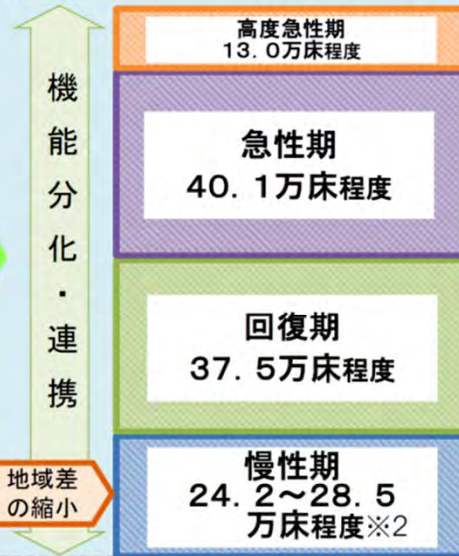 機能分化・連携
地域差
の縮小
高度急性期
13.0万床程度
急性期
40.1万床程度
回復期
37.5万床程度
慢性期
24.2～28.5
万床程度※2